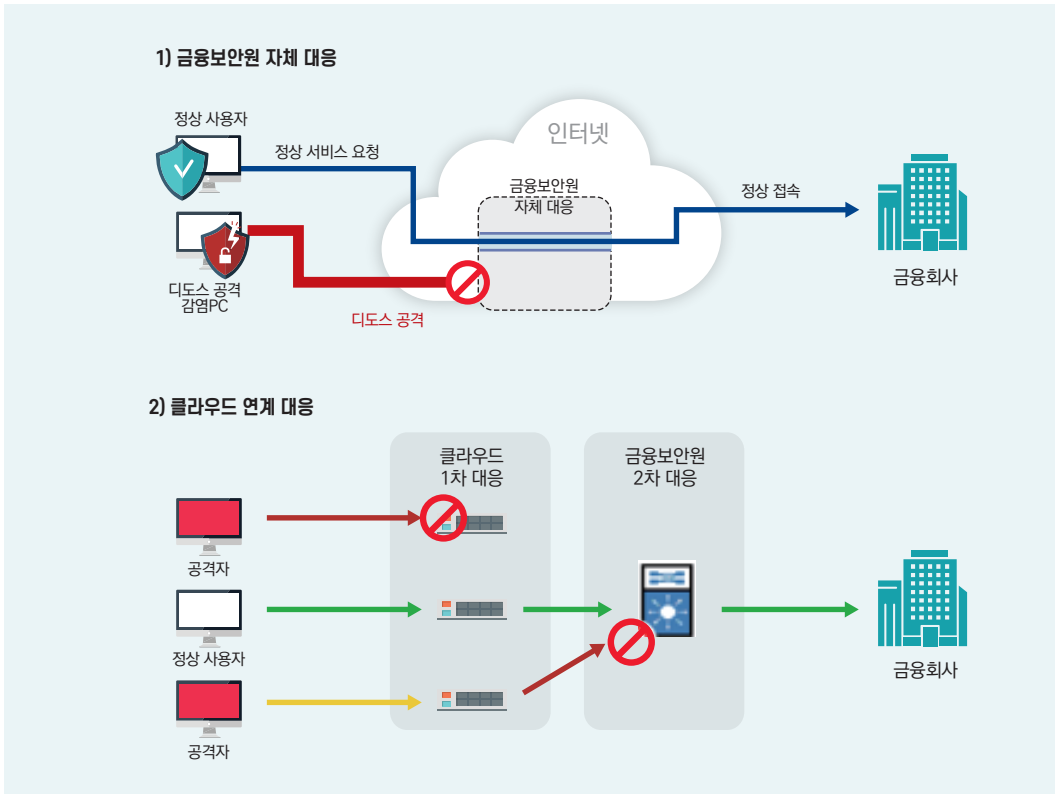 1) 금융보안원 자체 대응
정상 사용자
정상 서비스 요청
인터넷
금융보안원
자체 대응
정상 접속
금융회사
디도스 공격
감염PC
디도스 공격
2) 클라우드 연계 대응
클라우드
1차 대응
금융보안원
2차 대응
공격자
정상 사용자
공격자
금융회사